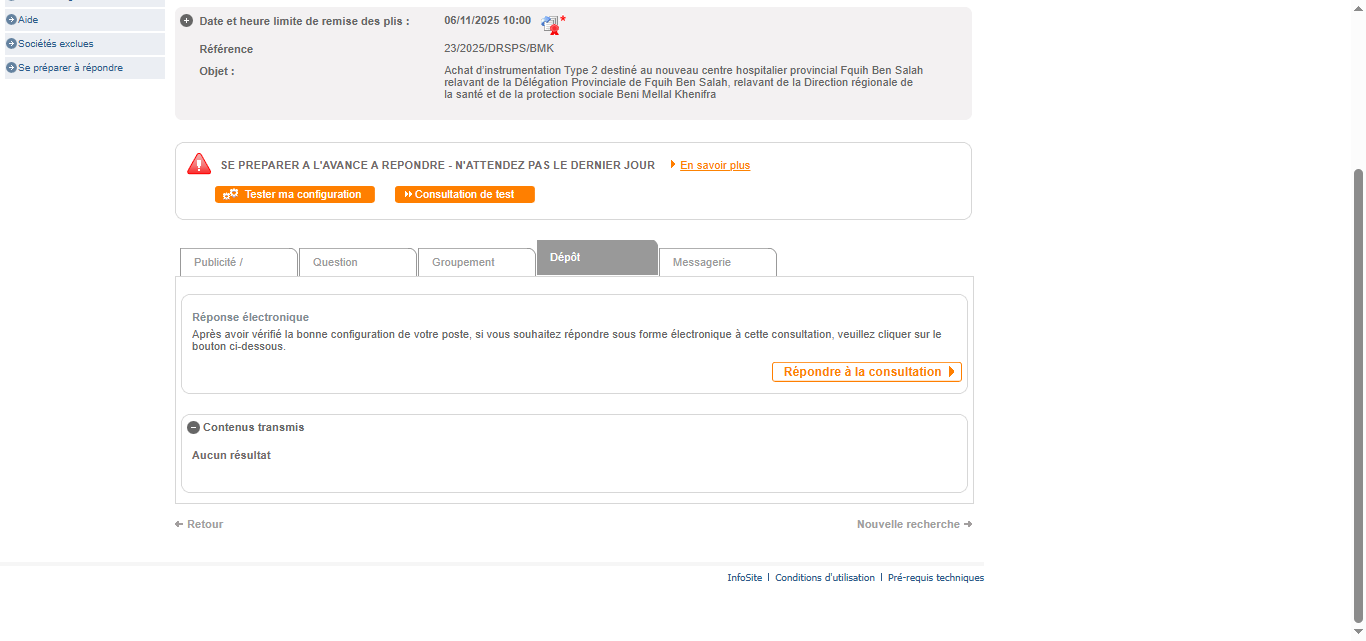 Aide
Sociétés exclues
Se préparer à répondre
Date et heure limite de remise des plis : 06/11/2025 10:00 *
Référence 23/2025/DRSPS/BMK
Objet : Achat d'instrumentation Type 2 destiné au nouveau centre hospitalier provincial Fquih Ben Salah
relavant de la Délégation Provinciale de Fquih Ben Salah, relavant de la Direction régionale de
la santé et de la protection sociale Beni Mellal Khenifra
SE PREPARER A L'AVANCE A REPONDRE - N'ATTENDEZ PAS LE DERNIER JOUR En savoir plus
Tester ma configuration Consultation de test
Publicité / Question Groupement Dépôt Messagerie
Réponse électronique
Après avoir vérifié la bonne configuration de votre poste, si vous souhaitez répondre sous forme électronique à cette consultation, veuillez cliquer sur le
bouton ci-dessous.
Répondre à la consultation
Contenus transmis
Aucun résultat
Retour Nouvelle recherche
InfoSite | Conditions d'utilisation | Pré-requis techniques